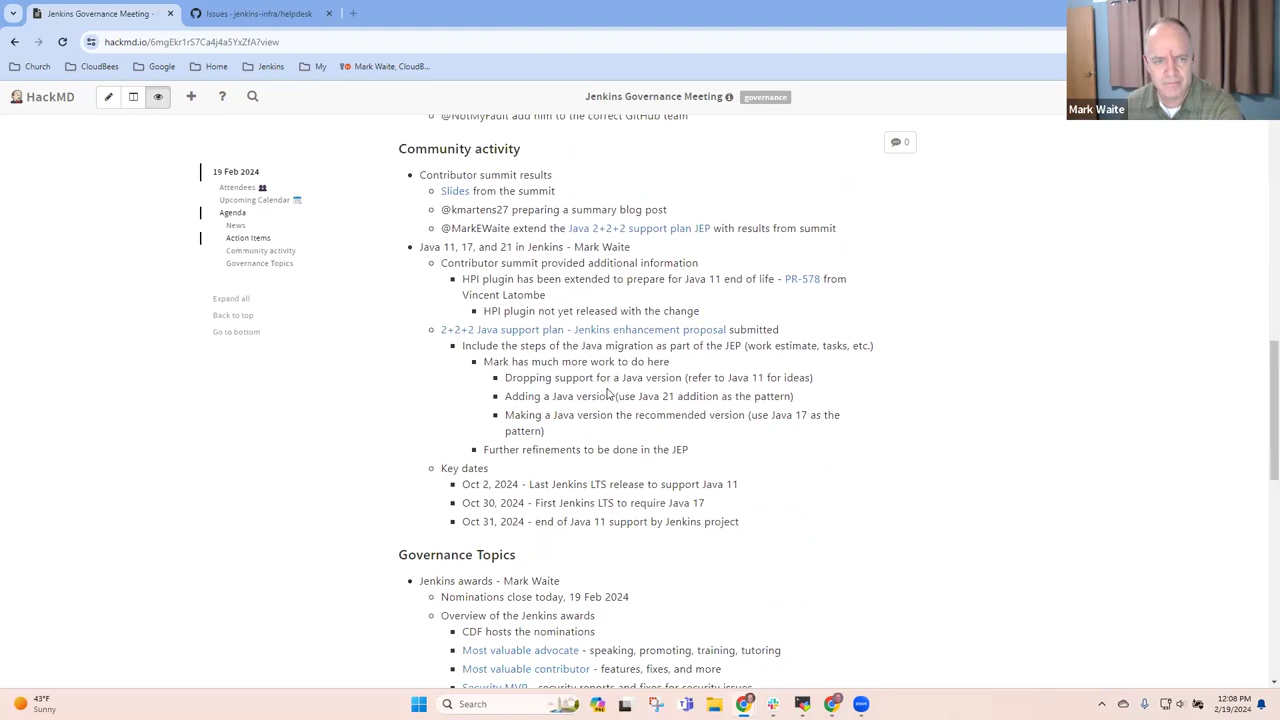 Jenkins Governance Meeting -
Issues - jenkins-infra/helpdesk
hackmd.io/6mgEkr1rS7Ca4j4a5YxZfA?view
Church
CloudBees
Google
Home
Jenkins
My
Mark Waite, CloudB...
HackMD
Jenkins Governance Meeting
governance
Mark Waite
@NotMyFault add him to the correct GitHub team
0
19 Feb 2024
Attendees
Upcoming Calendar
Agenda
News
Action Items
Community activity
Governance Topics
Expand all
Back to top
Go to bottom
Community activity
Contributor summit results
Slides from the summit
@kmartens27 preparing a summary blog post
@MarkEWaite extend the Java 2+2+2 support plan JEP with results from summit
Java 11, 17, and 21 in Jenkins - Mark Waite
Contributor summit provided additional information
HPI plugin has been extended to prepare for Java 11 end of life - PR-578 from
Vincent Latombe
HPI plugin not yet released with the change
2+2+2 Java support plan - Jenkins enhancement proposal submitted
Include the steps of the Java migration as part of the JEP (work estimate, tasks, etc.)
Mark has much more work to do here
Dropping support for a Java version (refer to Java 11 for ideas)
Adding a Java version (use Java 21 addition as the pattern)
Making a Java version the recommended version (use Java 17 as the
pattern)
Further refinements to be done in the JEP
Key dates
Oct 2, 2024 - Last Jenkins LTS release to support Java 11
Oct 30, 2024 - First Jenkins LTS to require Java 17
Oct 31, 2024 - end of Java 11 support by Jenkins project
Governance Topics
Jenkins awards - Mark Waite
Nominations close today, 19 Feb 2024
Overview of the Jenkins awards
CDF hosts the nominations
Most valuable advocate - speaking, promoting, training, tutoring
Most valuable contributor - features, fixes, and more
Security MVP - security reports and fixes for security issues
43°F
Sunny
Search
12:08 PM
2/19/2024